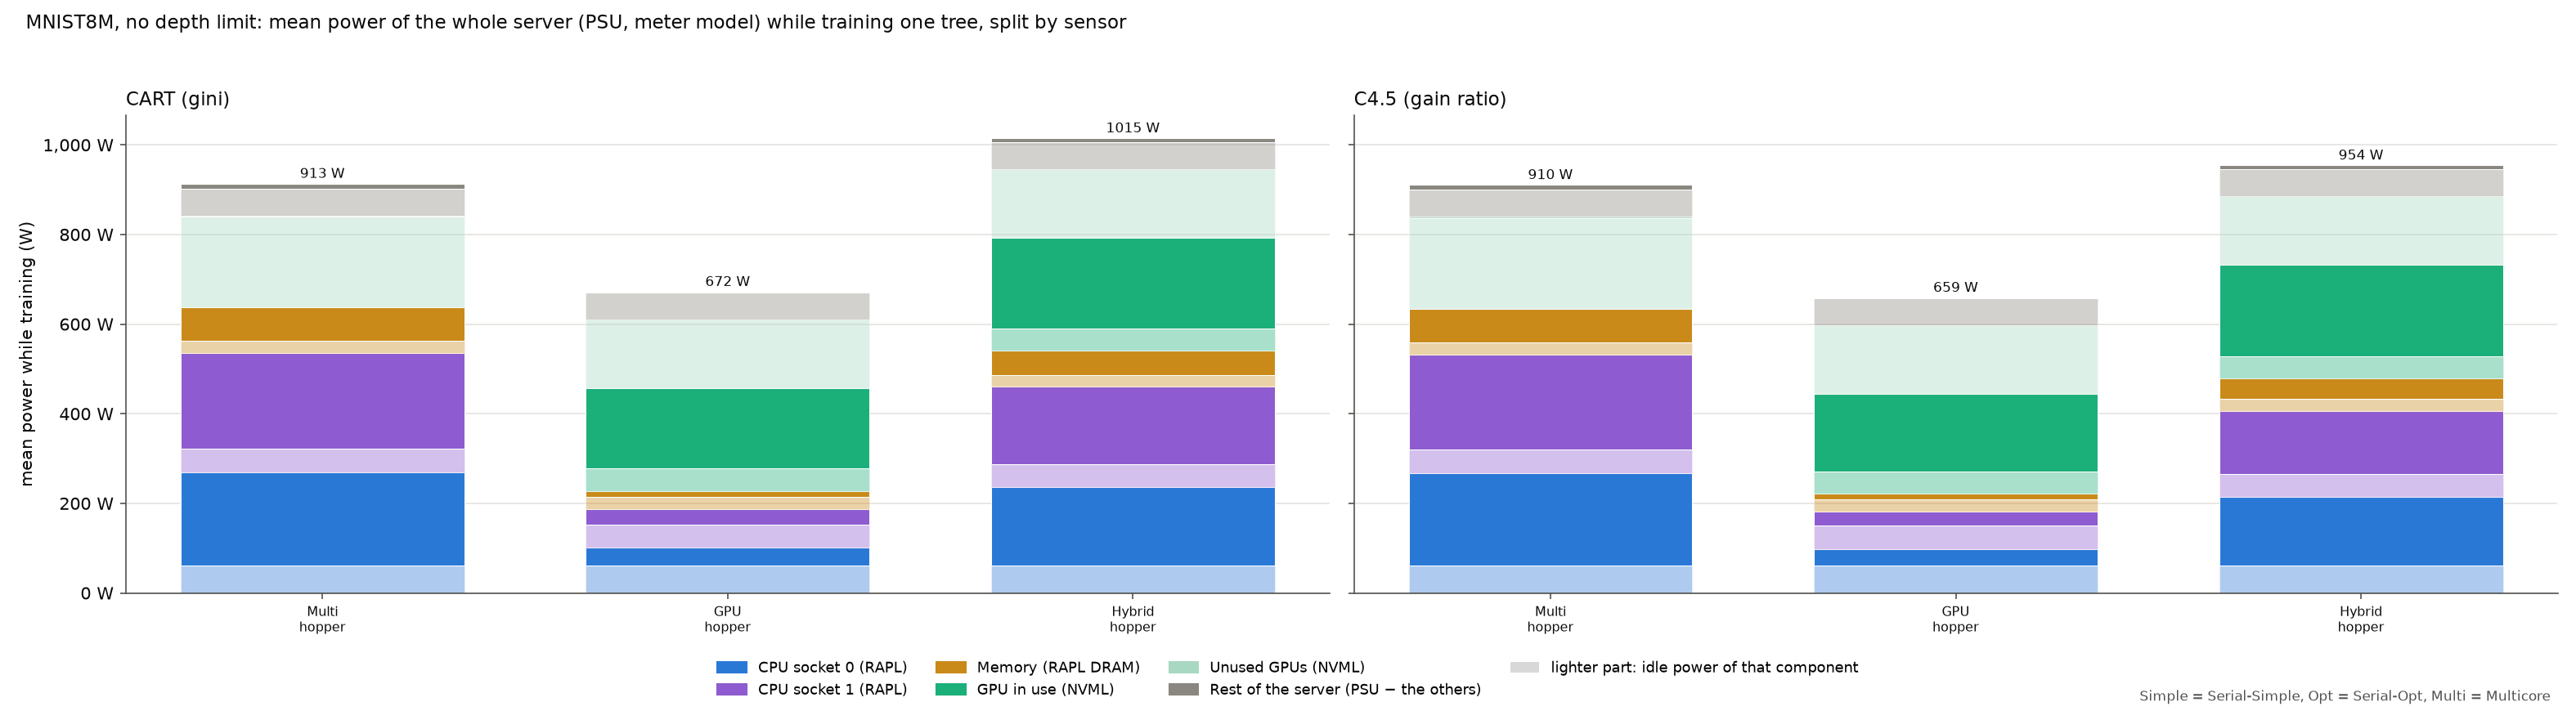 MNIST8M, no depth limit: mean power of the whole server (PSU, meter model) while training one tree, split by sensor
CART (gini)
mean power while training (W)
1,000 W
800 W
600 W
400 W
200 W
0 W
913 W
672 W
1015 W
Multi
hopper
GPU
hopper
Hybrid
hopper
C4.5 (gain ratio)
910 W
659 W
954 W
Multi
hopper
GPU
hopper
Hybrid
hopper
CPU socket 0 (RAPL)
CPU socket 1 (RAPL)
Memory (RAPL DRAM)
GPU in use (NVML)
Unused GPUs (NVML)
Rest of the server (PSU − the others)
lighter part: idle power of that component
Simple = Serial-Simple, Opt = Serial-Opt, Multi = Multicore